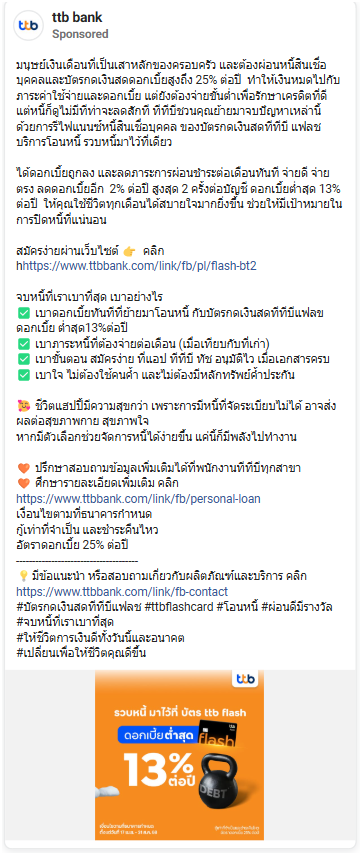 ttb bank
Sponsored
มนุษย์เงินเดือนที่เป็นเสาหลักของครอบครัว และต้องผ่อนหนี้สินเชื่อ
บุคคลและบัตรกดเงินสดดอกเบี้ยสูงถึง 25% ต่อปี ทำให้เงินหมดไปกับ
ภาระค่าใช้จ่ายและดอกเบี้ย แต่ยังต้องจ่ายขั้นต่ำเพื่อรักษาเครดิตที่ดี
แต่หนี้ก็ดูไม่มีทีท่าจะลดสักที ทีทีบีชวนคุณย้ายมาจบปัญหาเหล่านี้
ด้วยการรีไฟแนนซ์หนี้สินเชื่อบุคคล ของบัตรกดเงินสดทีทีบี แฟลช
บริการโอนหนี้ รวบหนี้มาไว้ที่เดียว
ได้ดอกเบี้ยถูกลง และลดภาระการผ่อนชำระต่อเดือนทันที จ่ายดี จ่าย
ตรง ลดดอกเบี้ยอีก 2% ต่อปี สูงสุด 2 ครั้งต่อบัญชี ดอกเบี้ยต่ำสุด 13%
ต่อปี ให้คุณใช้ชีวิตทุกเดือนได้สบายใจมากยิ่งขึ้น ช่วยให้มีเป้าหมายใน
การปิดหนี้ที่แน่นอน
สมัครง่ายผ่านเว็บไซต์ 👉 คลิก
hhttps://www.ttbbank.com/link/fb/pl/flash-bt2
จบหนี้ที่เราเบาที่สุด เบาอย่างไร
✅ เบาดอกเบี้ยทันทีที่ย้ายมาโอนหนี้ กับบัตรกดเงินสดทีทีบีแฟลช
ดอกเบี้ย ต่ำสุด13%ต่อปี
✅ เบาภาระหนี้ที่ต้องจ่ายต่อเดือน (เมื่อเทียบกับที่เก่า)
✅ เบาขั้นตอน สมัครง่าย ที่แอป ทีทีบี ทัช อนุมัติไว เมื่อเอกสารครบ
✅ เบาใจ ไม่ต้องใช้คนค้ำ และไม่ต้องมีหลักทรัพย์ค้ำประกัน
🥰 ชีวิตแฮปปี้มีความสุขกว่า เพราะการมีหนี้ที่จัดระเบียบไม่ได้ อาจส่ง
ผลต่อสุขภาพกาย สุขภาพใจ
หากมีตัวเลือกช่วยจัดการหนี้ได้ง่ายขึ้น แค่นี้ก็มีพลังไปทำงาน
🧡 ปรึกษาสอบถามข้อมูลเพิ่มเติมได้ที่พนักงานทีทีบีทุกสาขา
🧡 ศึกษารายละเอียดเพิ่มเติม คลิก
https://www.ttbbank.com/link/fb/personal-loan
เงื่อนไขตามที่ธนาคารกำหนด
กู้เท่าที่จำเป็น และชำระคืนไหว
อัตราดอกเบี้ย 25% ต่อปี
--------------------------------------
💡มีข้อแนะนำ หรือสอบถามเกี่ยวกับผลิตภัณฑ์และบริการ คลิก
https://www.ttbbank.com/link/fb-contact
#บัตรกดเงินสดทีทีบีแฟลช #ttbflashcard #โอนหนี้ #ผ่อนดีมีรางวัล
#จบหนี้ที่เราเบาที่สุด
#ให้ชีวิตการเงินดีทั้งวันนี้และอนาคต
#เปลี่ยนเพื่อให้ชีวิตคุณดีขึ้น
ttb
รวบหนี้ มาไว้ที่ บัตร ttb flash
ดอกเบี้ยต่ำสุด
flash
13%
ต่อปี
DEBT